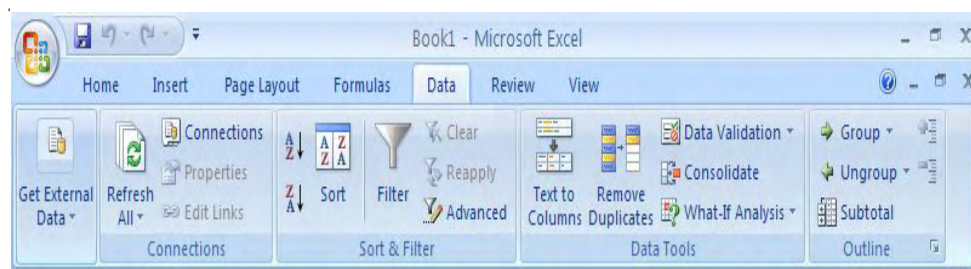 Book1 - Microsoft Excel
Home Insert Page Layout Formulas Data Review View
Get External Data
Refresh All
Connections
Properties
Edit Links
Connections
A Z
Z A
A Z Z A
Sort
Filter
Clear
Reapply
Advanced
Sort & Filter
Text to Columns
Remove Duplicates
Data Validation
Consolidate
What-If Analysis
Data Tools
Group
Ungroup
Subtotal
Outline